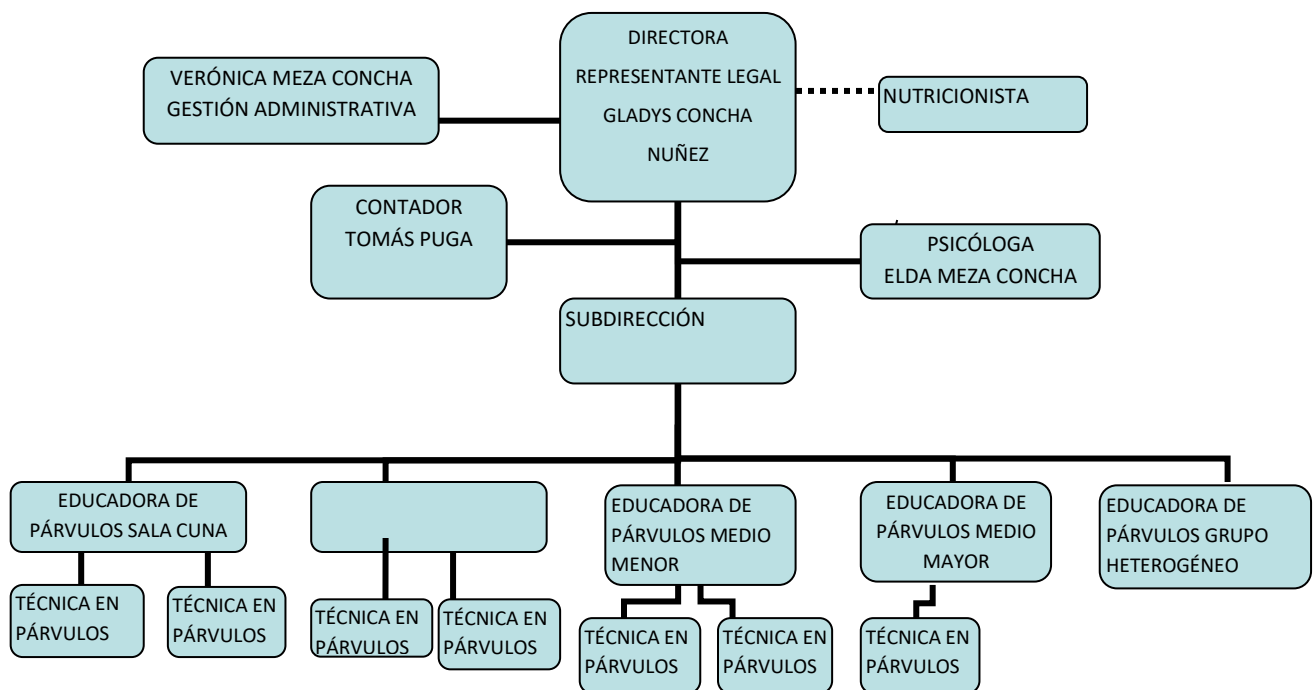 DIRECTORA
REPRESENTANTE LEGAL
GLADYS CONCHA
NUÑEZ
VERÓNICA MEZA CONCHA
GESTIÓN ADMINISTRATIVA
NUTRICIONISTA
CONTADOR
TOMÁS PUGA
PSICÓLOGA
ELDA MEZA CONCHA
SUBDIRECCIÓN
EDUCADORA DE
PÁRVULOS SALA CUNA
EDUCADORA DE
PÁRVULOS MEDIO
MENOR
EDUCADORA DE
PÁRVULOS MEDIO
MAYOR
EDUCADORA DE
PÁRVULOS GRUPO
HETEROGÉNEO
TÉCNICA EN
PÁRVULOS
TÉCNICA EN
PÁRVULOS
TÉCNICA EN
PÁRVULOS
TÉCNICA EN
PÁRVULOS
TÉCNICA EN
PÁRVULOS
TÉCNICA EN
PÁRVULOS
TÉCNICA EN
PÁRVULOS